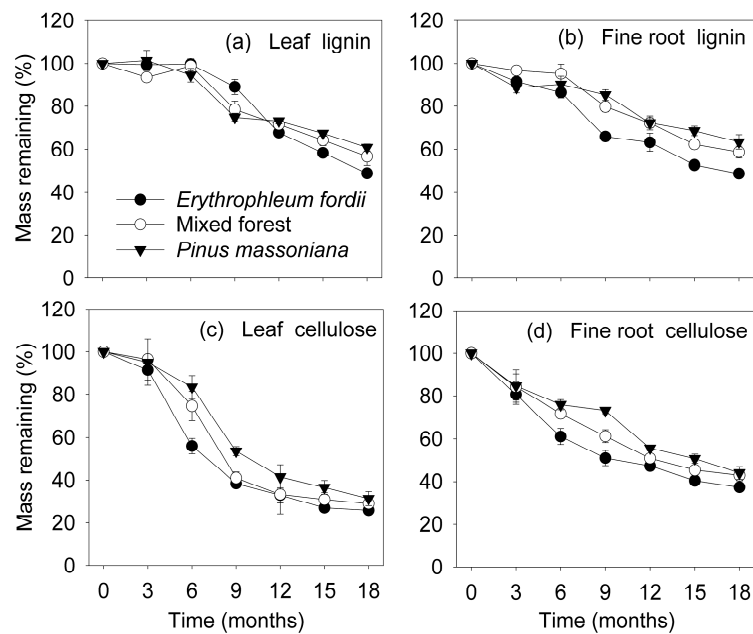 120
100
80
60
40
20
0
Mass remaining (%)
(a) Leaf lignin
Erythrophleum fordii
Mixed forest
Pinus massoniana
120
100
80
60
40
20
0
(b) Fine root lignin
120
100
80
60
40
20
0
Mass remaining (%)
(c) Leaf cellulose
0 3 6 9 12 15 18
Time (months)
120
100
80
60
40
20
0
(d) Fine root cellulose
0 3 6 9 12 15 18
Time (months)